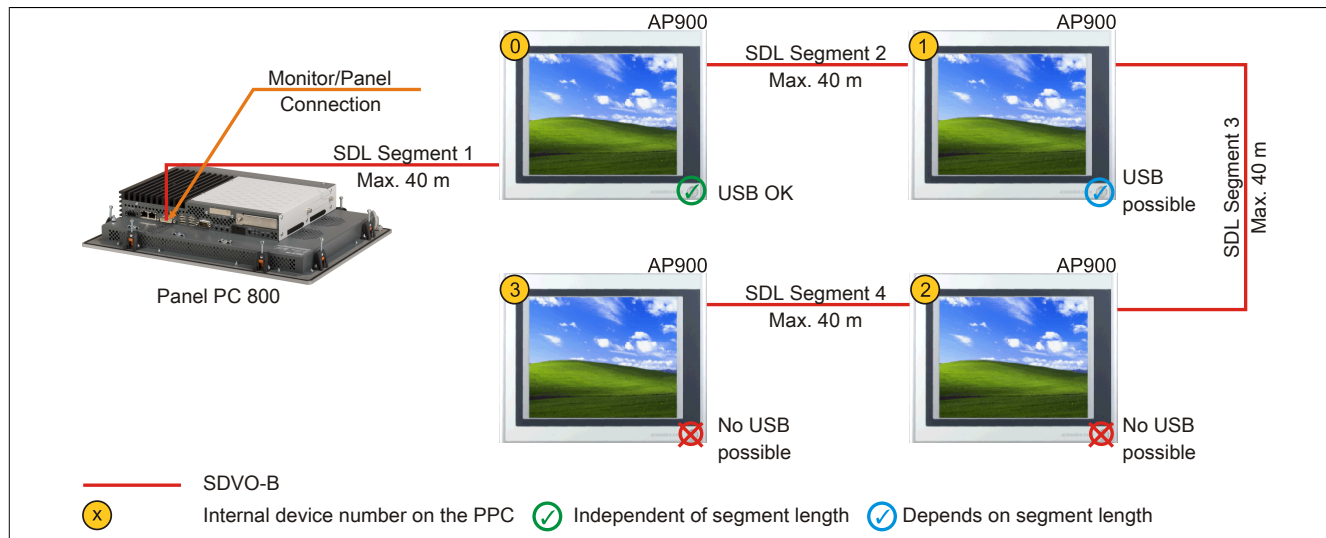 AP900
AP900
0
SDL Segment 2
Max. 40 m
1
Monitor/Panel
Connection
SDL Segment 1
Max. 40 m
USB OK
USB
possible
SDL Segment 3
Max. 40 m
Panel PC 800
AP900
AP900
3
SDL Segment 4
Max. 40 m
2
No USB
possible
No USB
possible
SDVO-B
x
Internal device number on the PPC
Independent of segment length
Depends on segment length